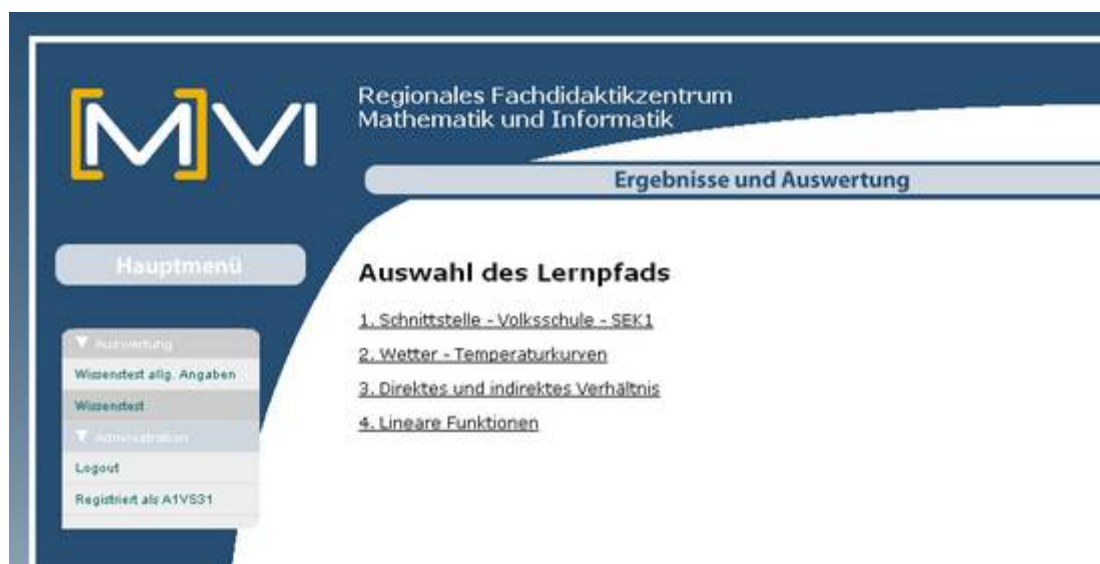 [M]VI
Regionales Fachdidaktikzentrum
Mathematik und Informatik
Ergebnisse und Auswertung
Hauptmenü
Auswahl des Lernpfads
1. Schnittstelle - Volksschule - SEK1
2. Wetter - Temperaturkurven
3. Direktes und indirektes Verhältnis
4. Lineare Funktionen
▼ Auswertung
Wissenstest allg. Angaben
Wissenstest
▼ Administration
Logout
Registriert als A1VS31